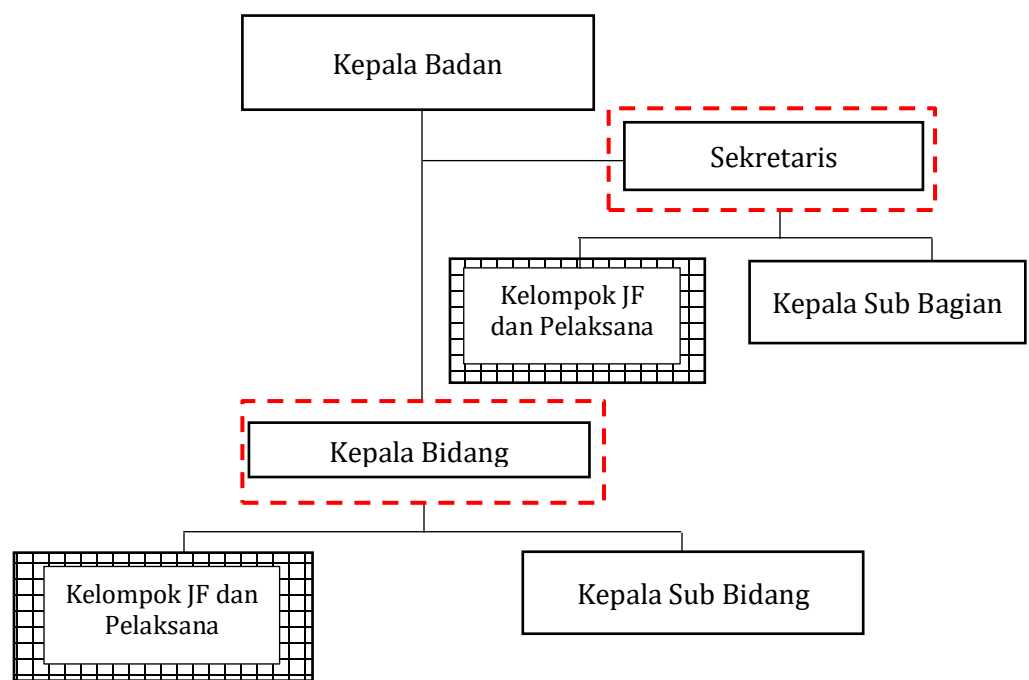 Kepala Badan
Sekretaris
Kelompok JF
dan Pelaksana
Kepala Sub Bagian
Kepala Bidang
Kelompok JF dan
Pelaksana
Kepala Sub Bidang